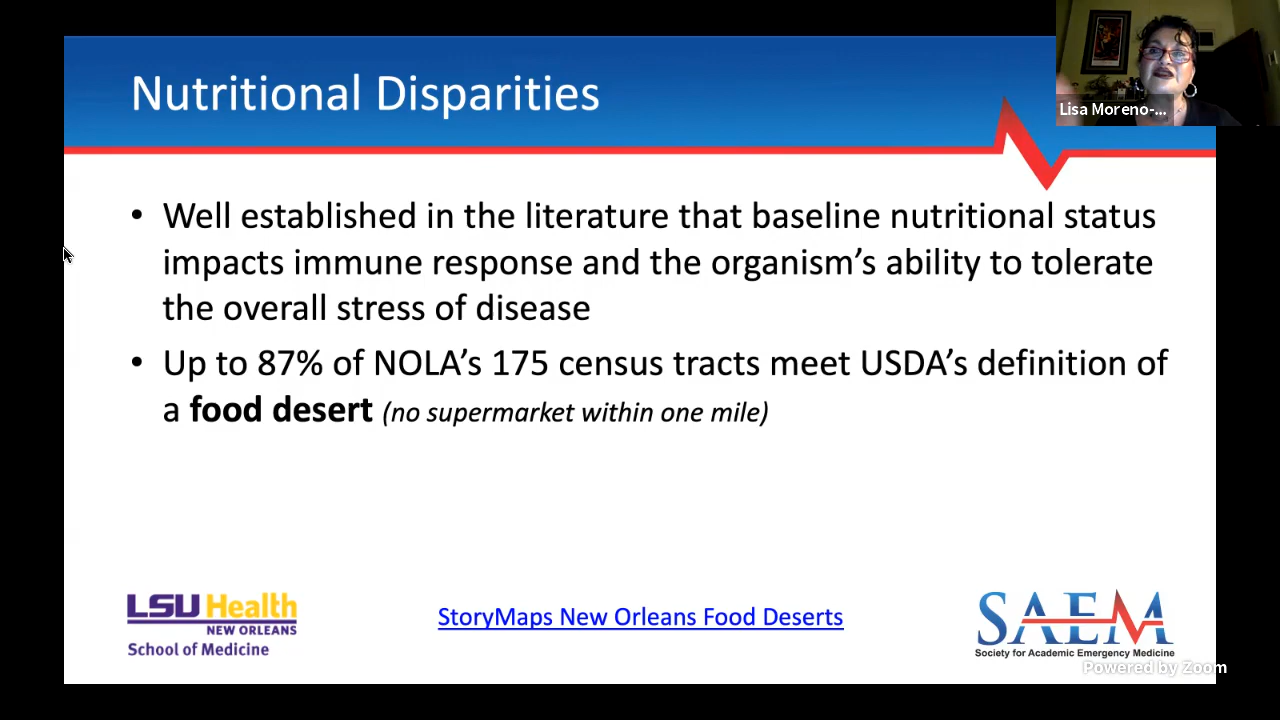 Nutritional Disparities
Lisa Moreno-...
• Well established in the literature that baseline nutritional status
impacts immune response and the organism’s ability to tolerate
the overall stress of disease
• Up to 87% of NOLA’s 175 census tracts meet USDA’s definition of
a food desert (no supermarket within one mile)
LSU Health
NEW ORLEANS
School of Medicine
StoryMaps New Orleans Food Deserts
SAEM
Society for Academic Emergency Medicine
Powered by Zoom